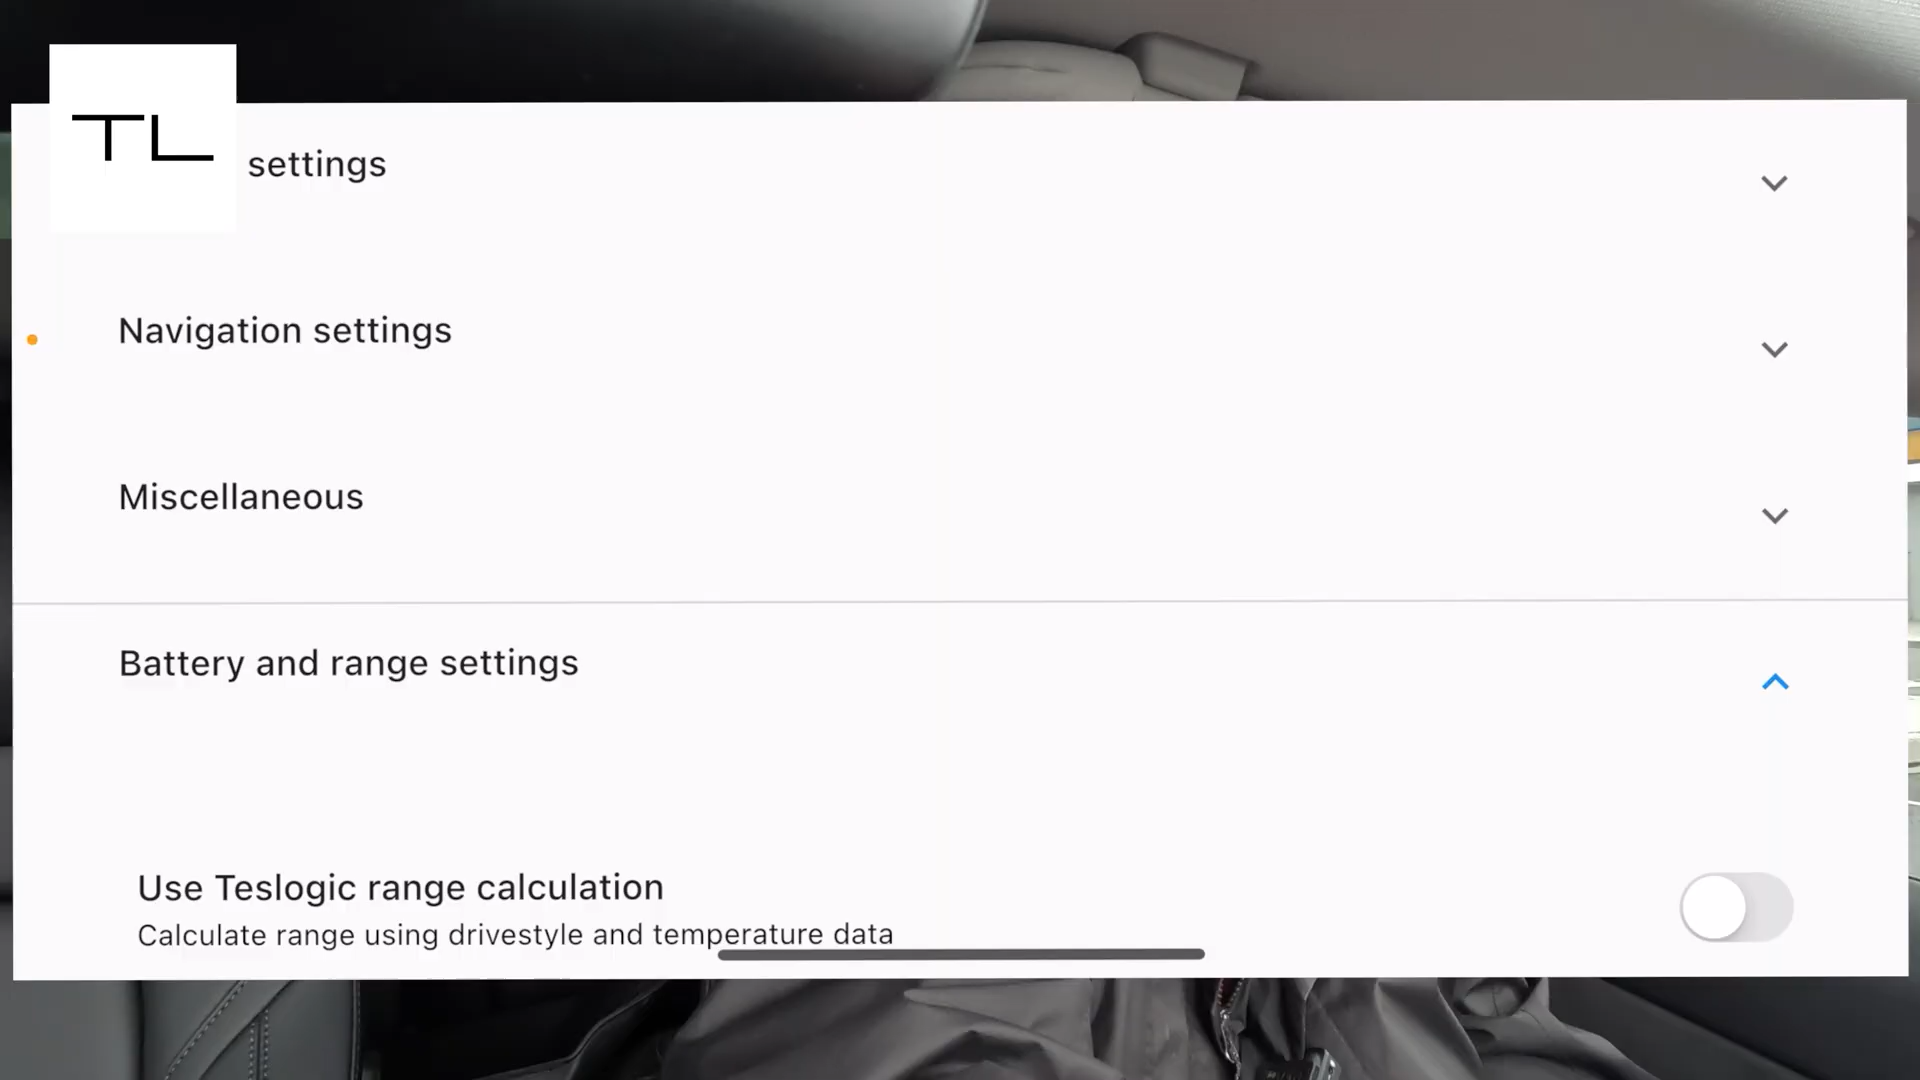 TL
settings
Navigation settings
Miscellaneous
Battery and range settings
Use Teslogic range calculation
Calculate range using drivestyle and temperature data